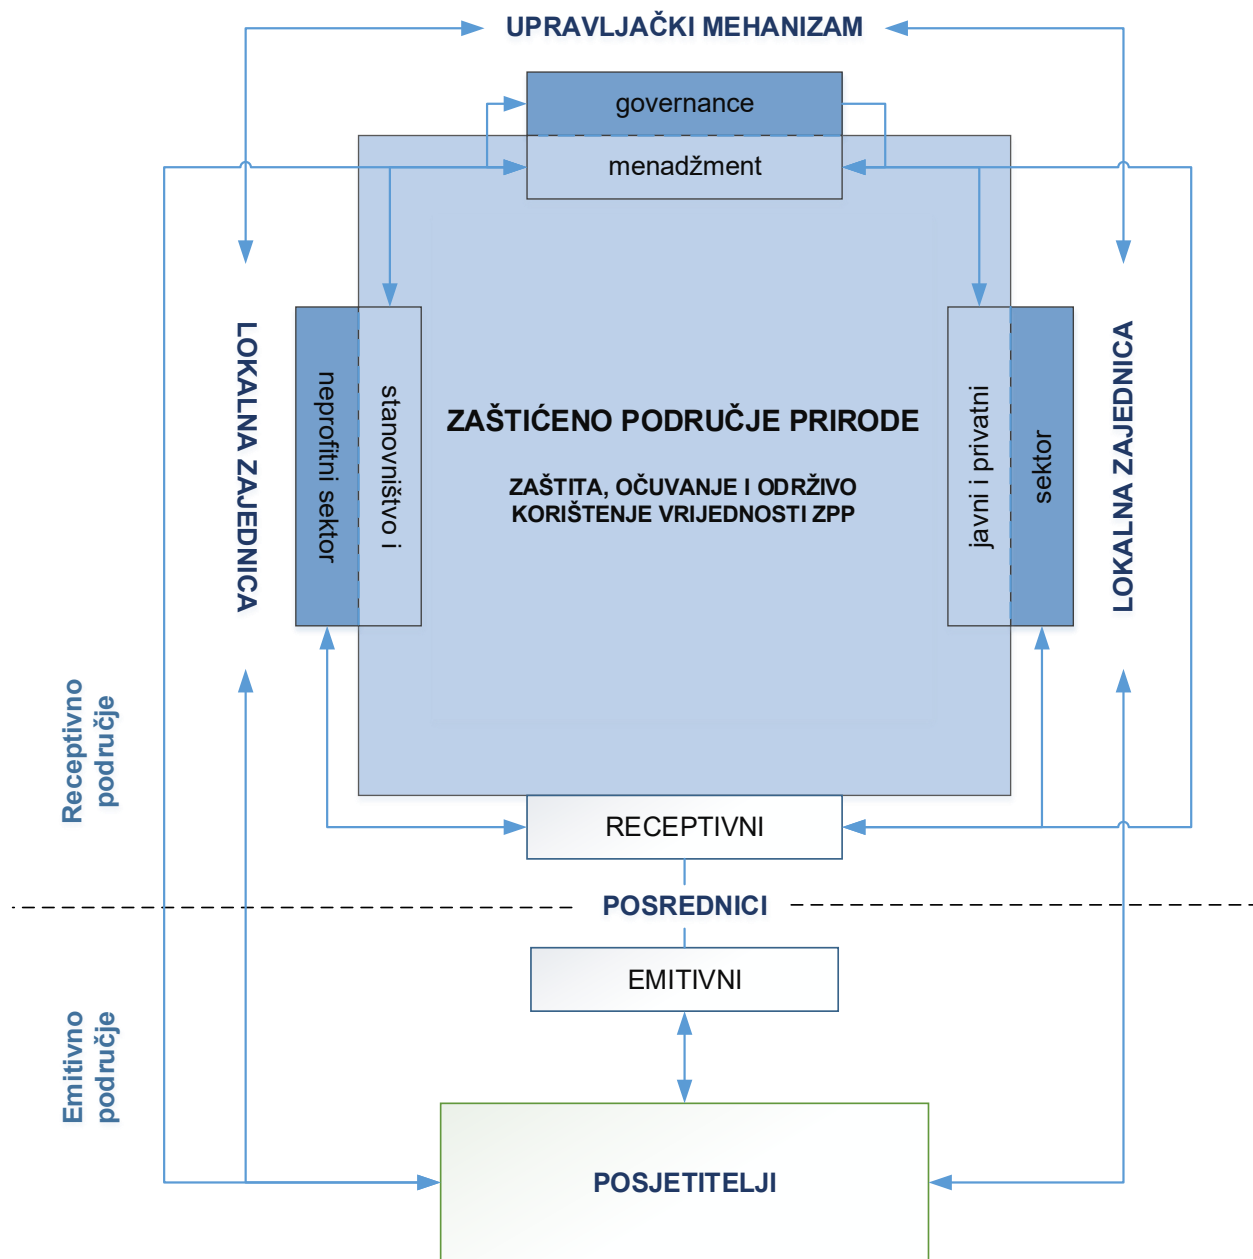 UPRAVLJAČKI MEHANIZAM
governance
menadžment
LOKALNA ZAJEDNICA
neprofitni sektor
stanovništvo i
ZAŠTIĆENO PODRUČJE PRIRODE
ZAŠTITA, OČUVANJE I ODRŽIVO
KORIŠTENJE VRIJEDNOSTI ZPP
javni i privatni
sektor
LOKALNA ZAJEDNICA
Receptivno
područje
RECEPTIVNI
POSREDNICI
EMITIVNI
Emitivno
područje
POSJETITELJI